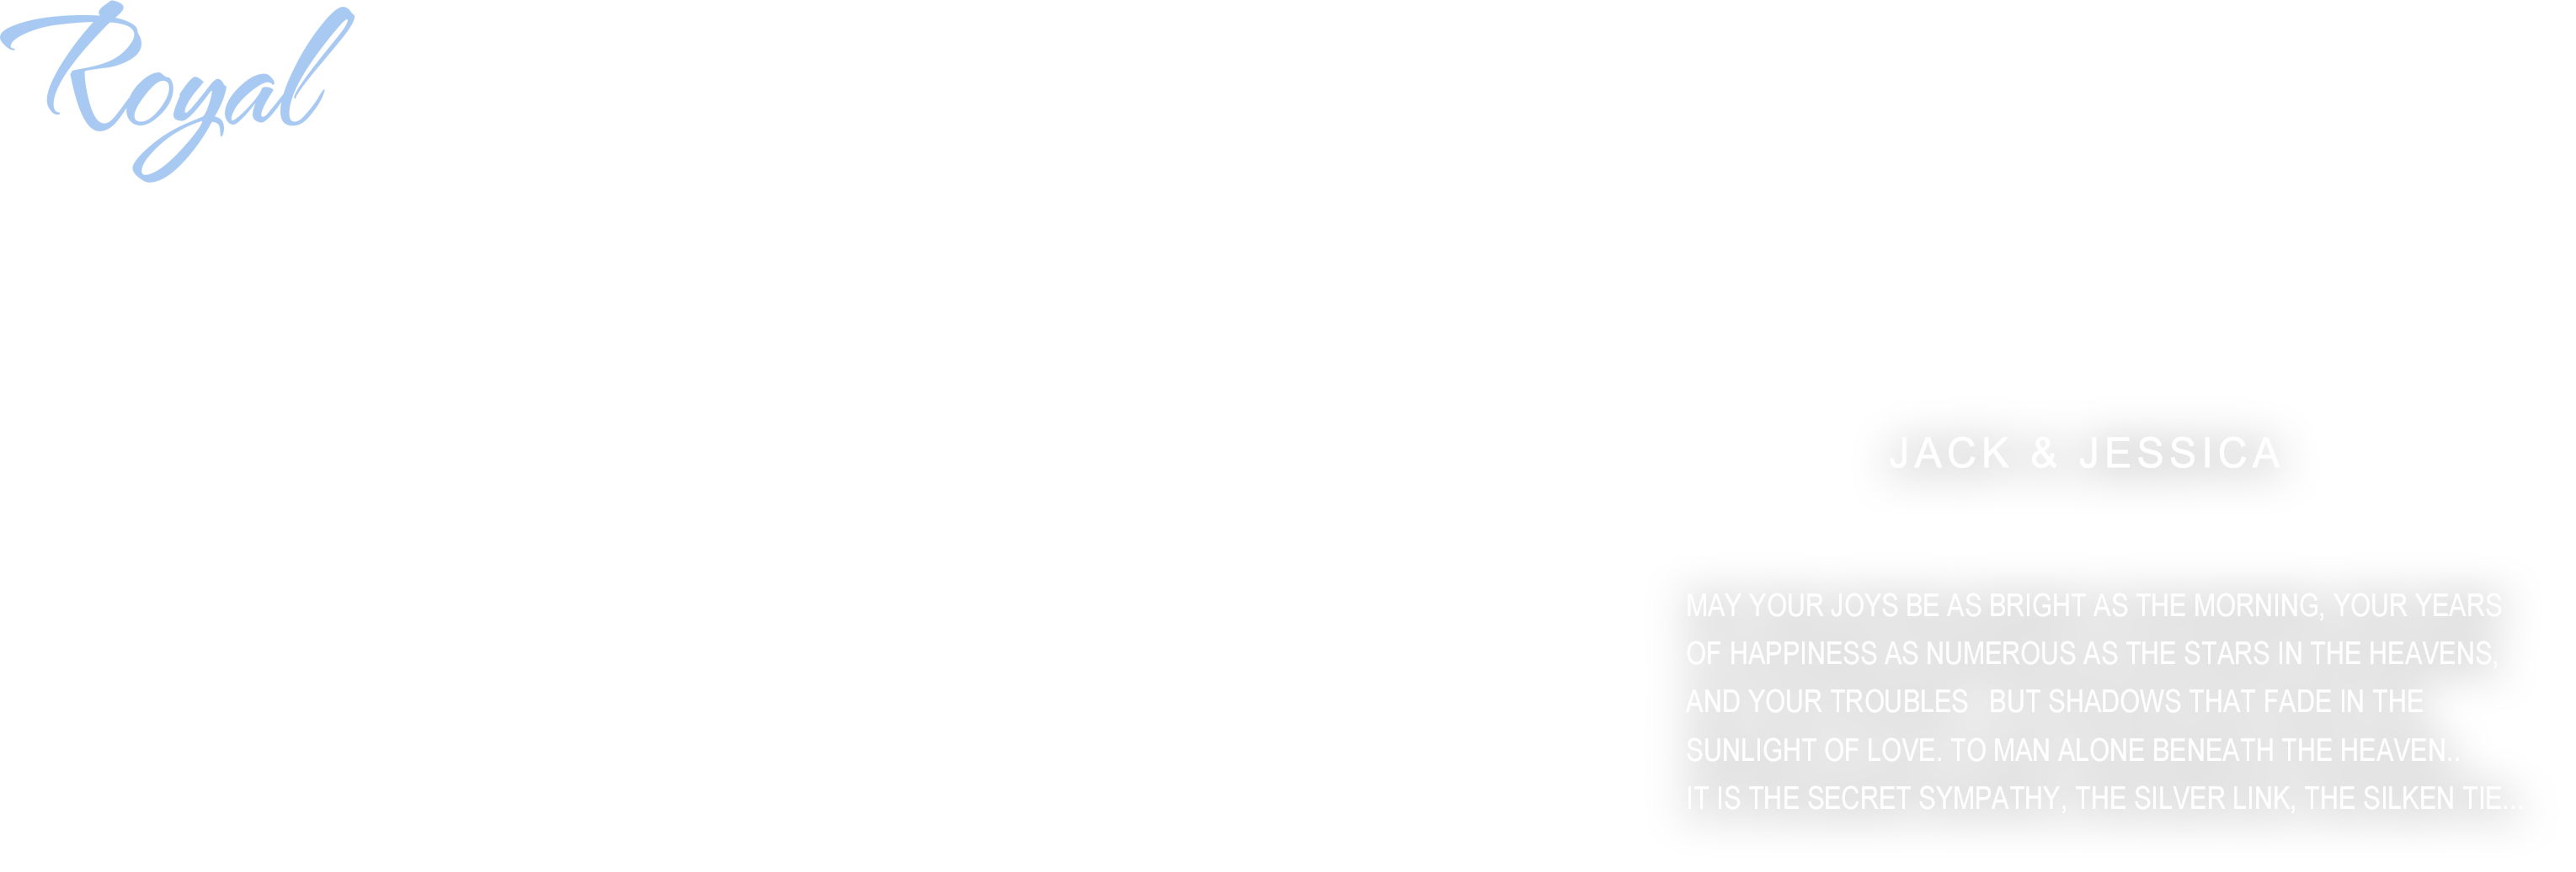 Royal
JACK & JESSICA
MAY YOUR JOYS BE AS BRIGHT AS THE MORNING, YOUR YEARS
OF HAPPINESS AS NUMEROUS AS THE STARS IN THE HEAVENS,
AND YOUR TROUBLES   BUT SHADOWS THAT FADE IN THE
SUNLIGHT OF LOVE. TO MAN ALONE BENEATH THE HEAVEN..
IT IS THE SECRET SYMPATHY, THE SILVER LINK, THE SILKEN TIE...